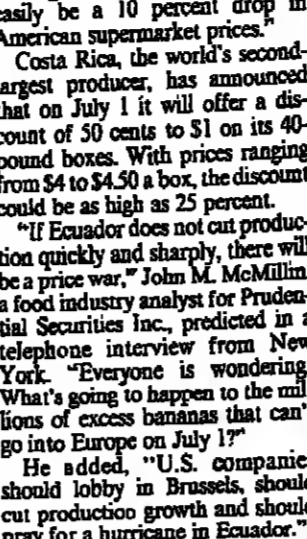 easily be a 10 percent drop in
American supermarket prices."
Costa Rica, the world's second-
argest producer, has announced
that on July 1 it will offer a dis-
count of 50 cents to $1 on its 40-
pound boxes. With prices ranging
from $4 to $4.50 a box, the discount
could be as high as 25 percent.
"If Ecuador does not cut produc-
tion quickly and sharply, there will
be a price war," John M. McMillin,
a food industry analyst for Pruden-
tial Securities Inc., predicted in a
telephone interview from New
York. "Everyone is wondering,
What's going to happen to the mil-
lions of excess bananas that can'
go into Europe on July 1?'"
He added, "U.S. companie
should lobby in Brussels, should
cut production growth and should
pray for a hurricane in Ecuador."